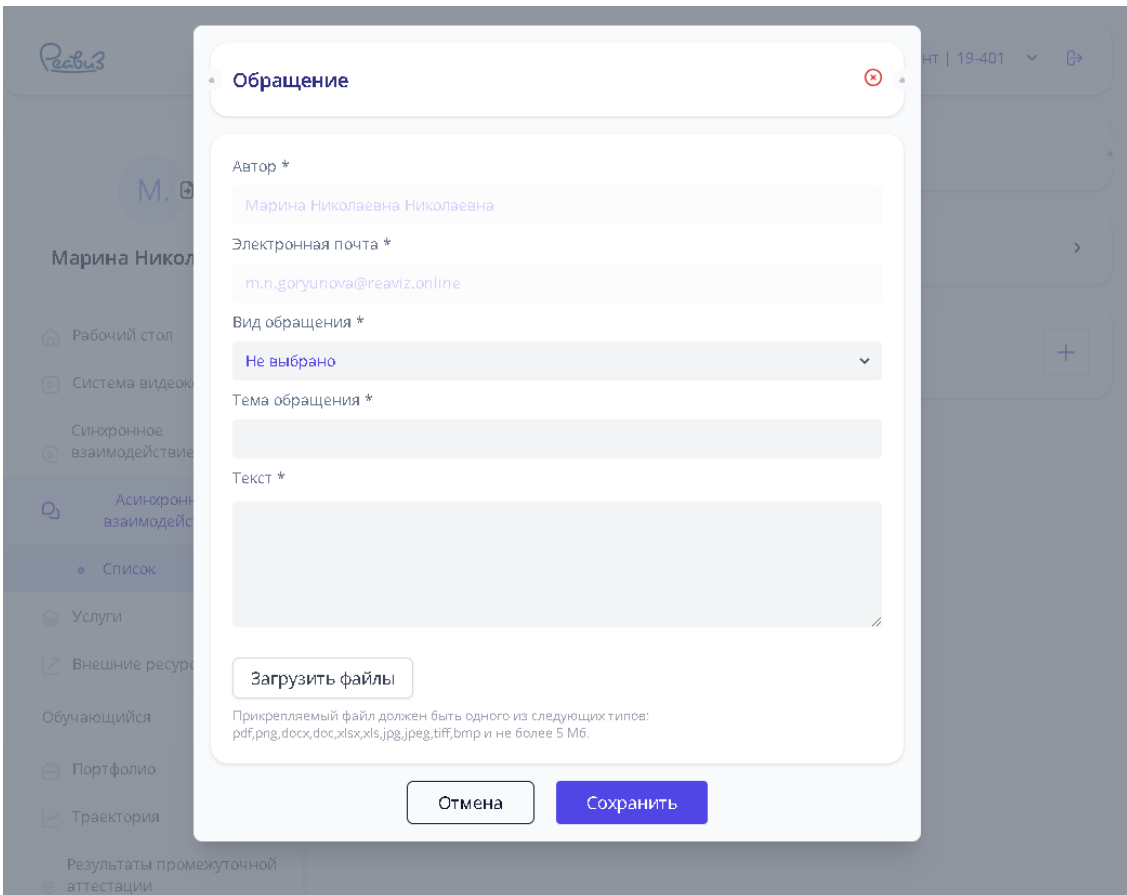 Реавиз
Обращение
нт | 19-401
Автор *
М.
Марина Николаевна Николаевна
Электронная почта *
Марина Никол
m.n.goryunova@reaviz.online
Вид обращения *
Рабочий стол
Не выбрано
Система видеок
Тема обращения *
Синхронное
взаимодействие
Текст *
Асинхронн
взаимодейс
Список
Услуги
Внешние ресурс
Загрузить файлы
Обучающийся
Прикрепляемый файл должен быть одного из следующих типов:
pdf,png,docx,doc,xlsx,xls,jpg,jpeg,tiff,bmp и не более 5 Мб.
Портфолио
Отмена
Сохранить
Траектория
Результаты промежуточной
аттестации